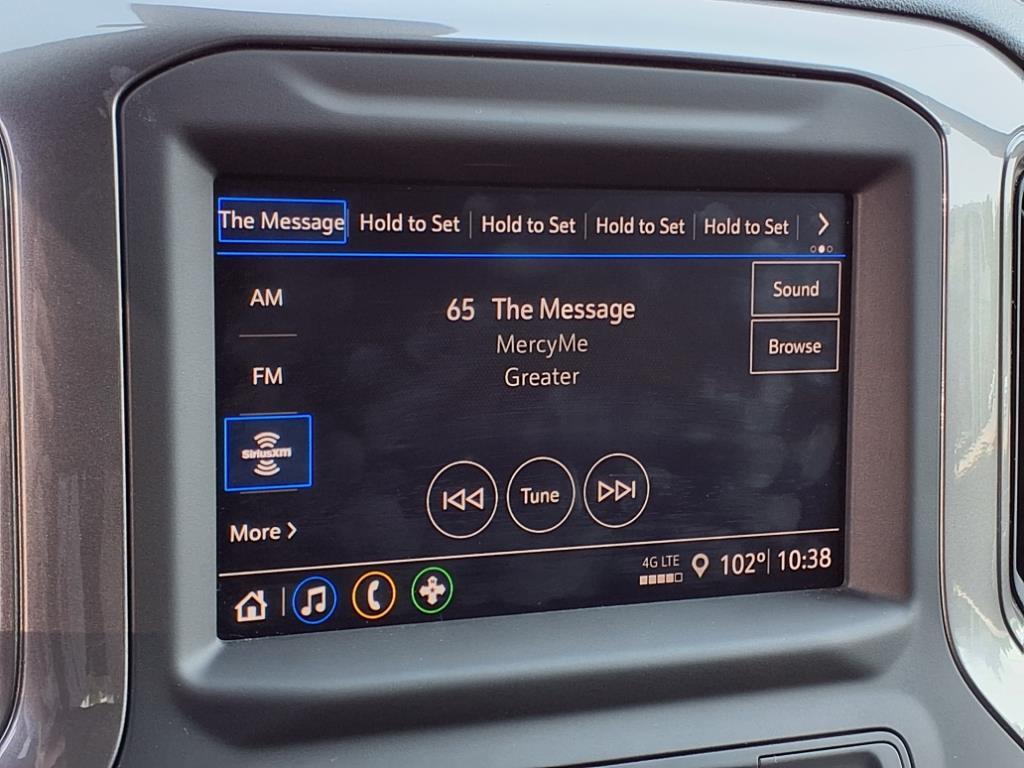 The Message
Hold to Set
Hold to Set
Hold to Set
Hold to Set
AM
65 The Message
Sound
MercyMe
Browse
FM
Greater
SiriusXM
Tune
More
4G LTE
102° 10:38